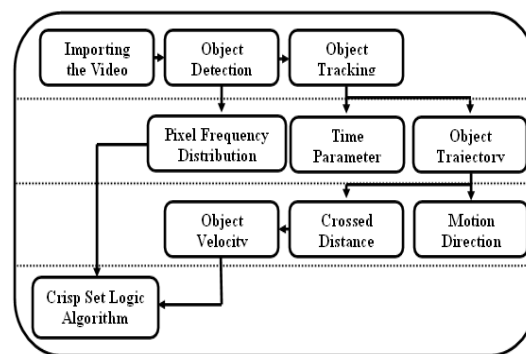 Importing
the Video
Object
Detection
Object
Tracking
Pixel Frequency
Distribution
Time
Parameter
Object
Trajectory
Object
Velocity
Crossed
Distance
Motion
Direction
Crisp Set Logic
Algorithm